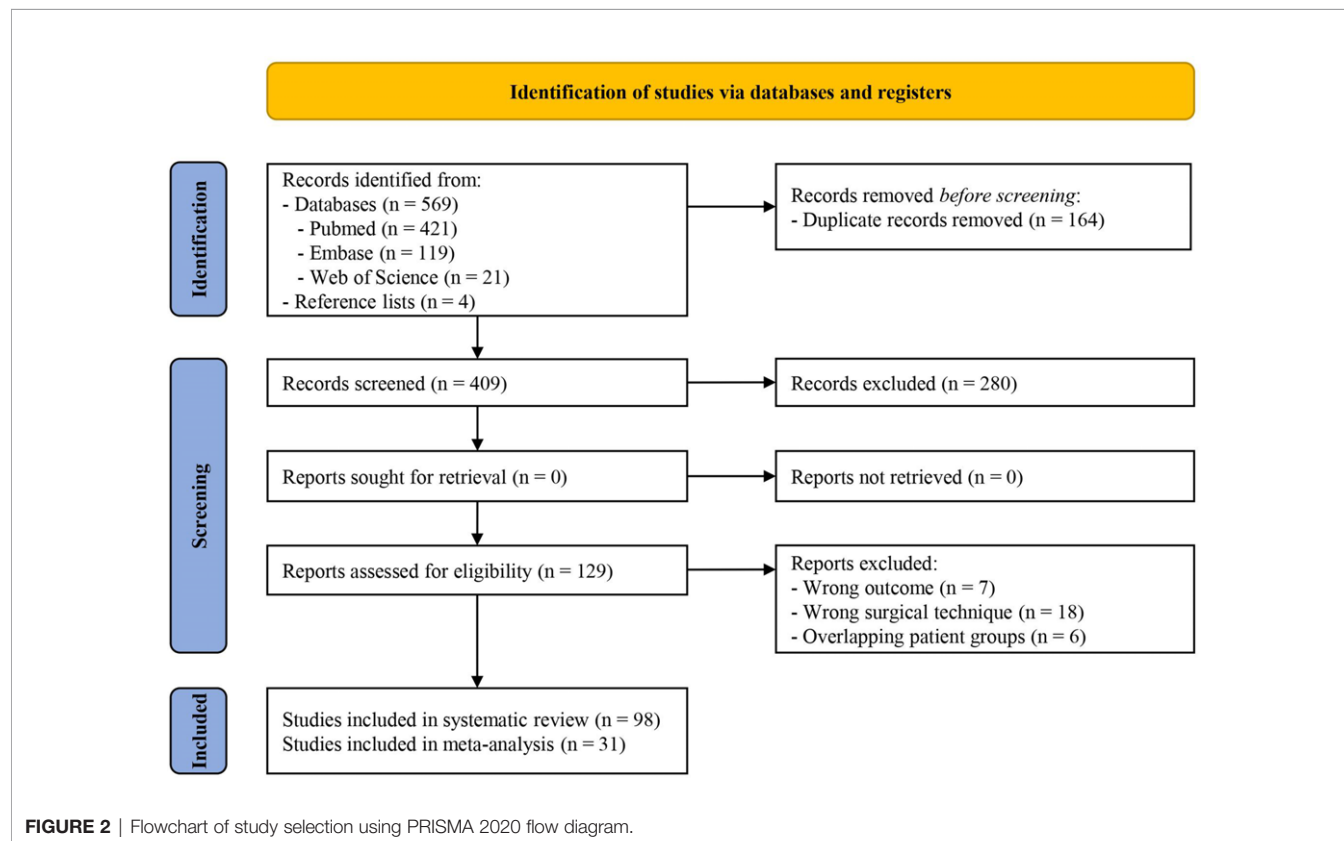 Identification of studies via databases and registers
Identification
Records identified from:
- Databases (n = 569)
- Pubmed (n = 421)
- Embase (n = 119)
- Web of Science (n = 21)
- Reference lists (n = 4)
Records removed before screening:
- Duplicate records removed (n = 164)
Screening
Records screened (n = 409)
Records excluded (n = 280)
Reports sought for retrieval (n = 0)
Reports not retrieved (n = 0)
Reports assessed for eligibility (n = 129)
Reports excluded:
- Wrong outcome (n = 7)
- Wrong surgical technique (n = 18)
- Overlapping patient groups (n = 6)
Included
Studies included in systematic review (n = 98)
Studies included in meta-analysis (n = 31)
FIGURE 2 | Flowchart of study selection using PRISMA 2020 flow diagram.